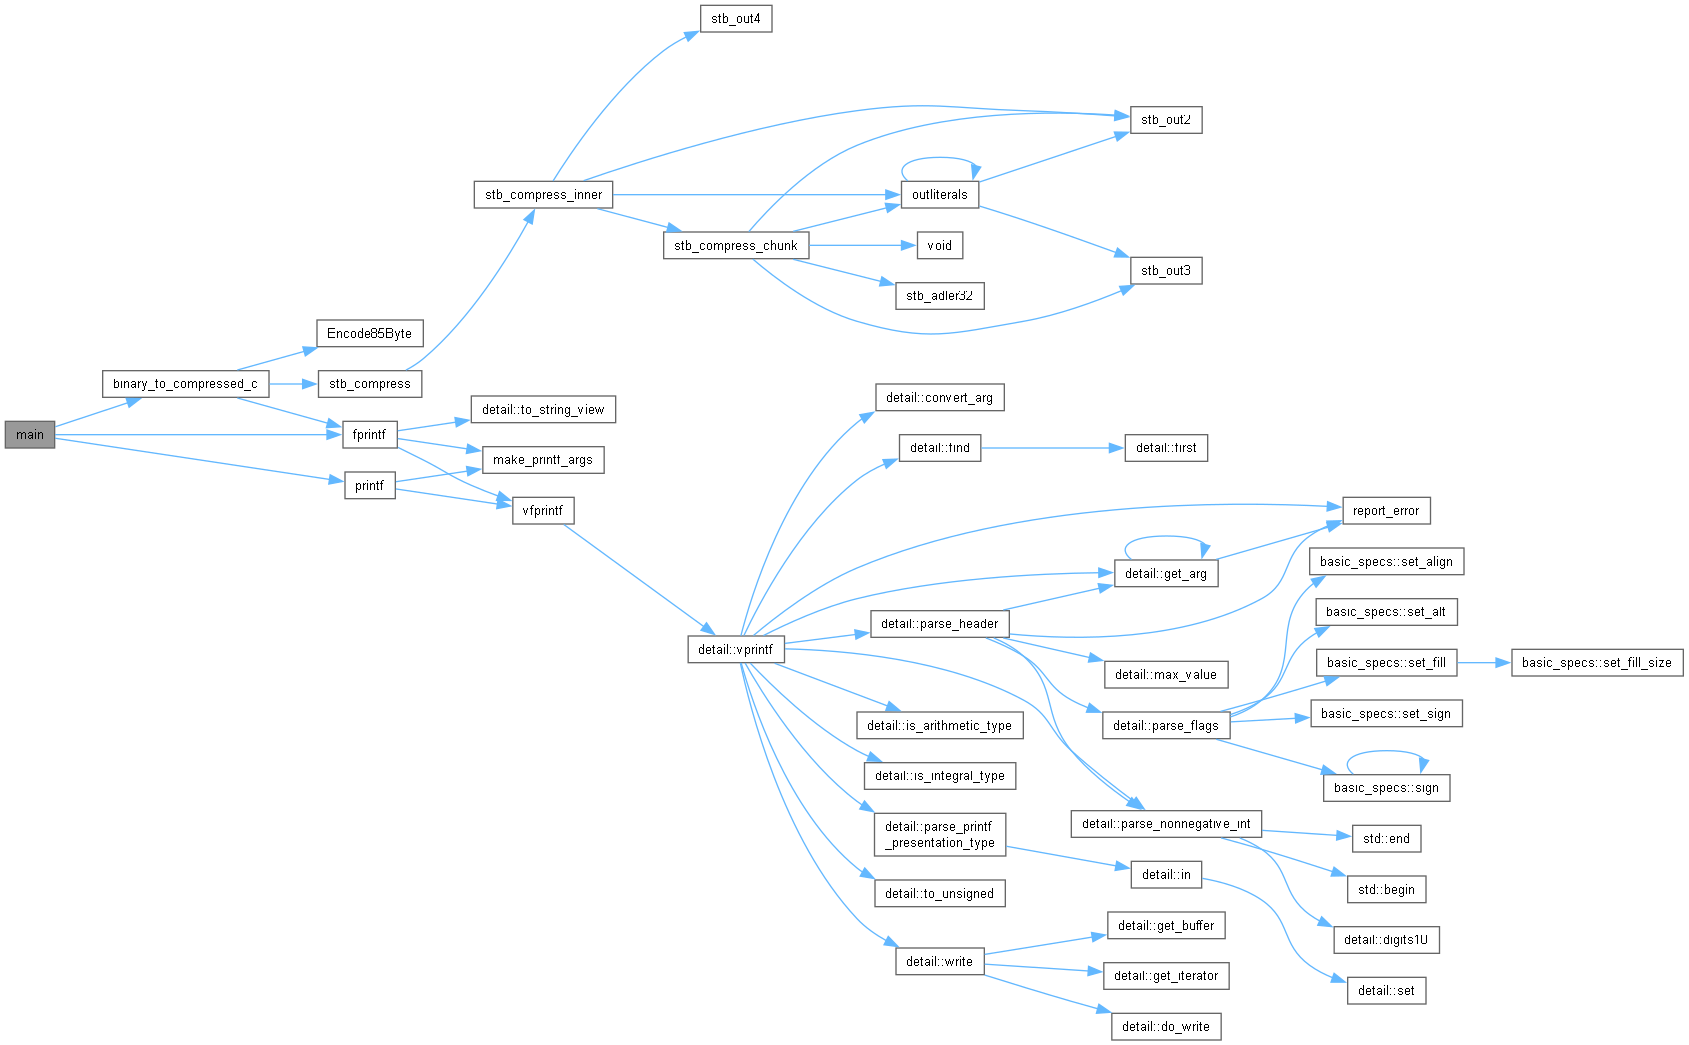 stb_out4
stb_out2
stb_compress_inner
outliterals
stb_compress_chunk
void
stb_out3
stb_adler32
Encode85Byte
binary_to_compressed_c
stb_compress
detail::convert_arg
detail::to_string_view
main
fprintf
detail::find
detail::first
make_printf_args
printf
vfprintf
report_error
basic_specs::set_align
detail::get_arg
basic_specs::set_alt
detail::parse_header
detail::vprintf
basic_specs::set_fill
basic_specs::set_fill_size
detail::max_value
basic_specs::set_sign
detail::is_arithmetic_type
detail::parse_flags
detail::is_integral_type
basic_specs::sign
detail::parse_printf
_presentation_type
detail::parse_nonnegative_int
std::end
detail::in
detail::to_unsigned
std::begin
detail::get_buffer
detail::digits10
detail::write
detail::get_iterator
detail::set
detail::do_write